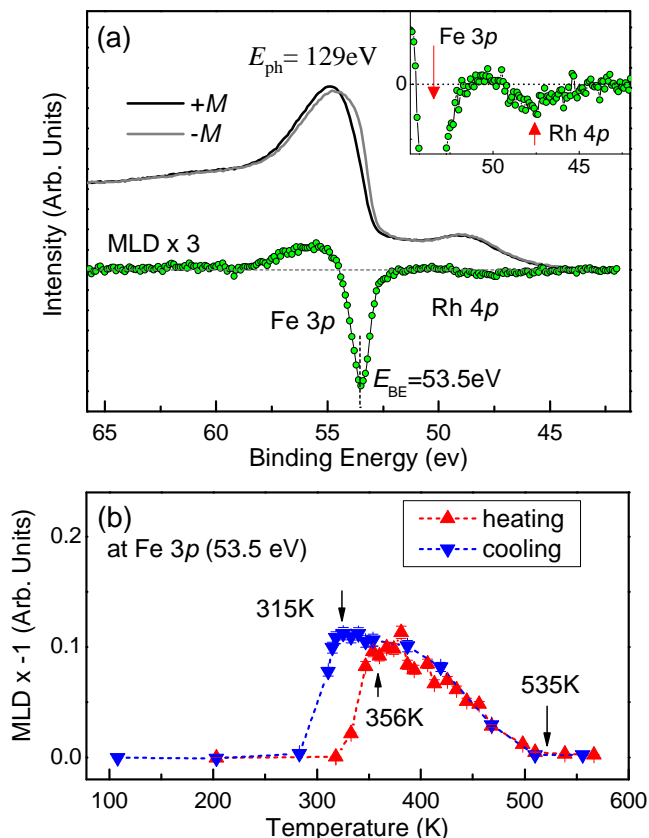 (a)
E_ph= 129eV
+M
-M
Fe 3p
0
Rh 4p
50
45
MLD x 3
Fe 3p
Rh 4p
E_BE=53.5eV
Intensity (Arb. Units)
65
60
55
50
45
Binding Energy (ev)
(b)
at Fe 3p (53.5 eV)
heating
cooling
315K
356K
535K
0.2
0.1
0.0
MLD x -1 (Arb. Units)
100
200
300
400
500
600
Temperature (K)